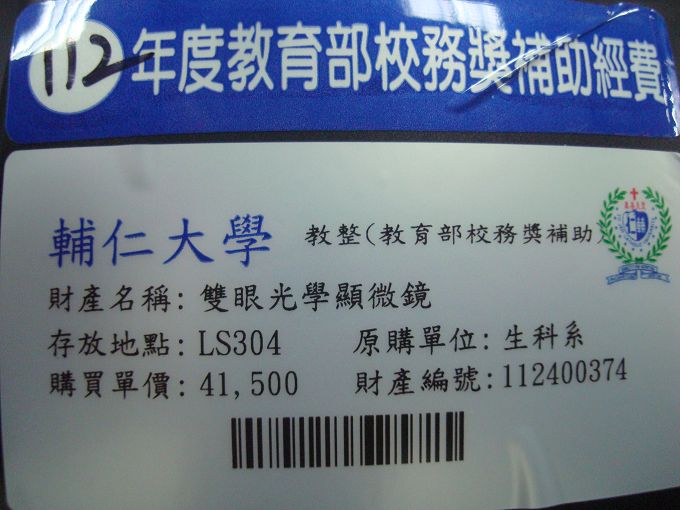 112年度教育部校務獎補助經費
輔仁大學 教整(教育部校務獎補助)
財產名稱: 雙眼光學顯微鏡
存放地點: LS304 原購單位: 生科系
購買單價: 41,500 財產編號: 112400374